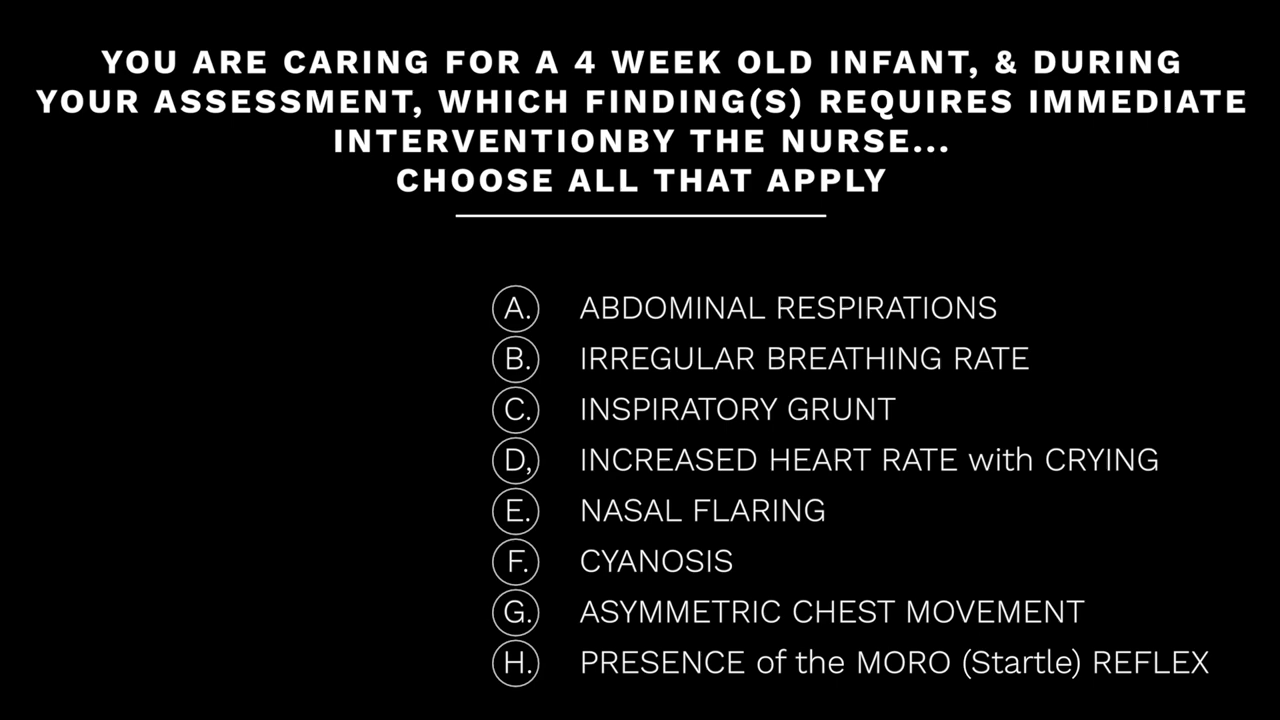 YOU ARE CARING FOR A 4 WEEK OLD INFANT, & DURING
YOUR ASSESSMENT, WHICH FINDING(S) REQUIRES IMMEDIATE
INTERVENTIONBY THE NURSE...
CHOOSE ALL THAT APPLY
A. ABDOMINAL RESPIRATIONS
B. IRREGULAR BREATHING RATE
C. INSPIRATORY GRUNT
D, INCREASED HEART RATE with CRYING
E. NASAL FLARING
F. CYANOSIS
G. ASYMMETRIC CHEST MOVEMENT
H. PRESENCE of the MORO (Startle) REFLEX